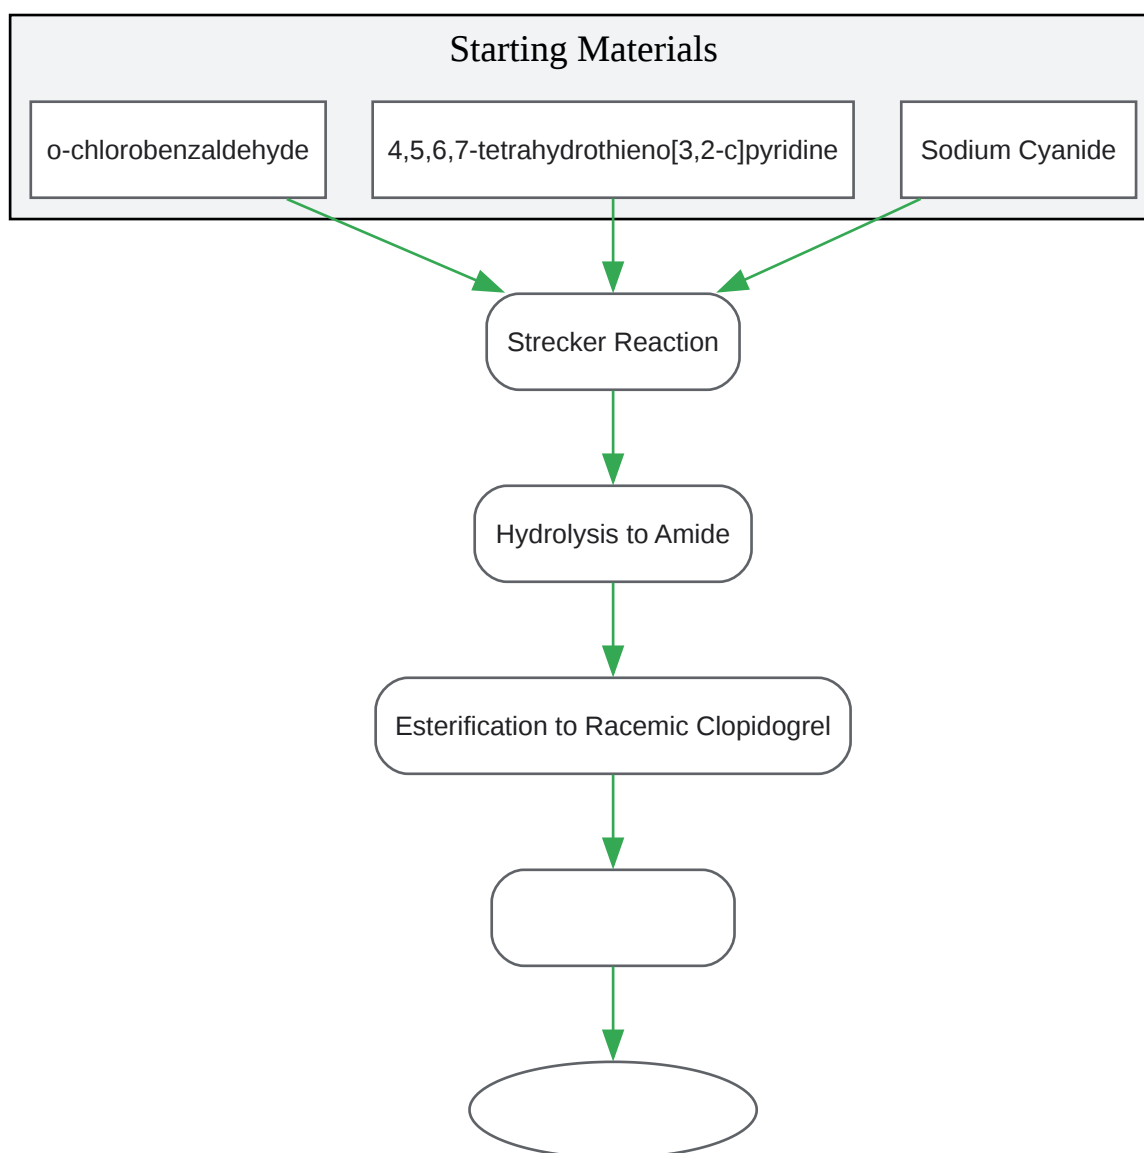 Starting Materials
o-chlorobenzaldehyde
4,5,6,7-tetrahydrothieno[3,2-c]pyridine
Sodium Cyanide
Strecker Reaction
Hydrolysis to Amide
Esterification to Racemic Clopidogrel